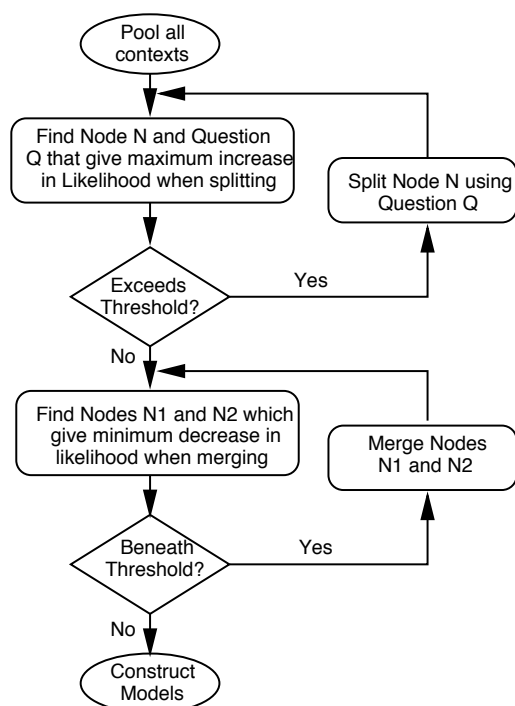 Pool all
contexts
Find Node N and Question
Q that give maximum increase
in Likelihood when splitting
Split Node N using
Question Q
Exceeds
Threshold?
Yes
No
Find Nodes N1 and N2 which
give minimum decrease in
likelihood when merging
Merge Nodes
N1 and N2
Beneath
Threshold?
Yes
No
Construct
Models